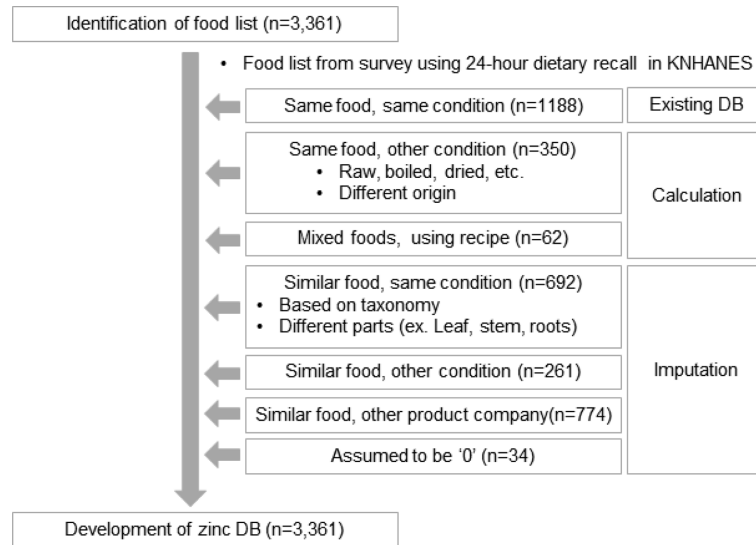 Identification of food list (n=3,361)
• Food list from survey using 24-hour dietary recall in KNHANES
Same food, same condition (n=1188)
Existing DB
Same food, other condition (n=350)
• Raw, boiled, dried, etc.
• Different origin
Calculation
Mixed foods, using recipe (n=62)
Similar food, same condition (n=692)
• Based on taxonomy
• Different parts (ex. Leaf, stem, roots)
Imputation
Similar food, other condition (n=261)
Similar food, other product company(n=774)
Assumed to be ‘0’ (n=34)
Development of zinc DB (n=3,361)